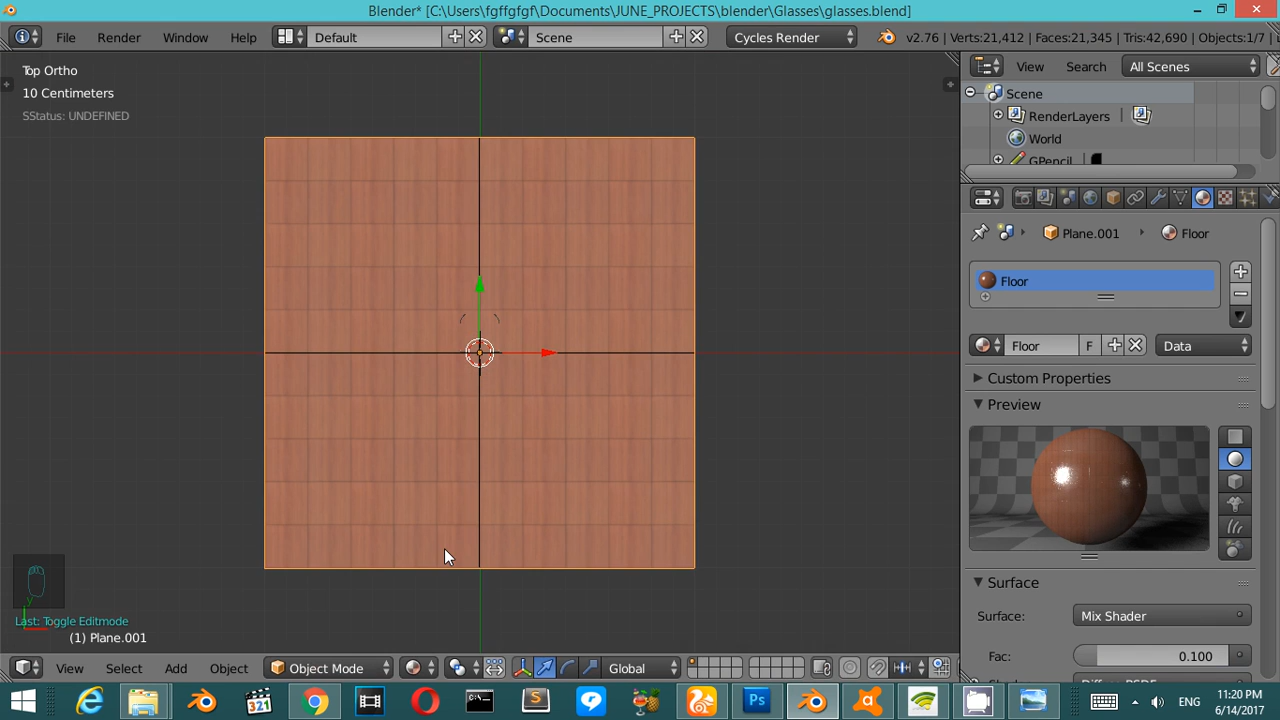 Blender* [C:\Users\fgffgfgf\Documents\JUNE_PROJECTS\blender\Glasses\glasses.blend]
File Render Window Help Default Scene Cycles Render v2.76 | Verts:21,412 | Faces:21,345 | Tris:42,690 | Objects:1/7 |
Top Ortho
10 Centimeters
SStatus: UNDEFINED
View Search All Scenes
Scene
RenderLayers
World
GPencil
Plane.001 Floor
Floor
Floor F Data
Custom Properties
Preview
Surface
Surface: Mix Shader
Fac: 0.100
Last: Toggle Editmode
(1) Plane.001
View Select Add Object Object Mode Global
ENG
11:20 PM
6/14/2017